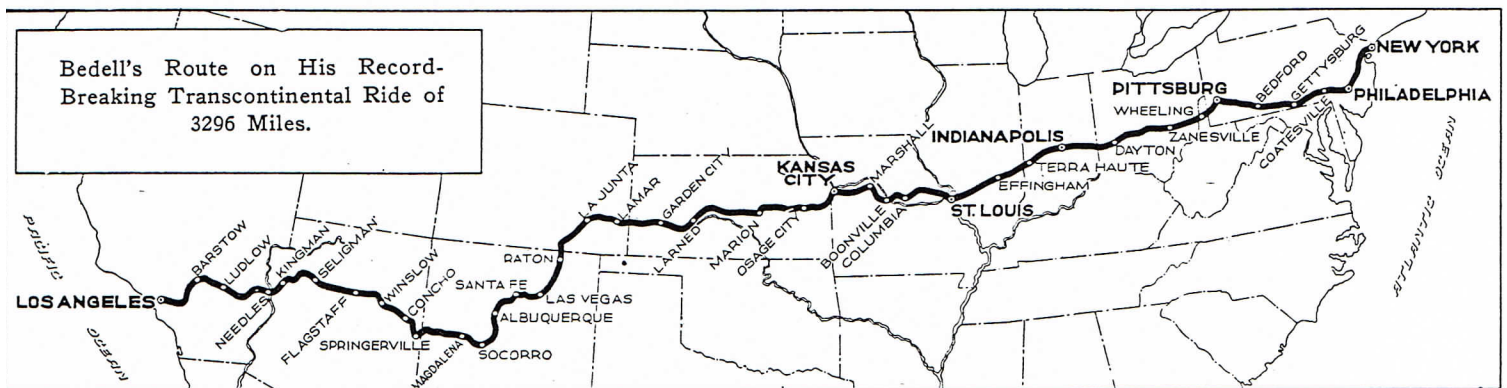 Bedell's Route on His Record-
Breaking Transcontinental Ride of
3296 Miles.
PACIFIC
OCEAN
LOS ANGELES
BARSTOW
LUDLOW
NEEDLES
KINGMAN
SELIGMAN
FLAGSTAFF
WINSLOW
CONCHO
SPRINGERVILLE
MAGDALENA
SOCORRO
ALBUQUERQUE
SANTA FE
LAS VEGAS
RATON
LA JUNTA
LAMAR
GARDEN CITY
LARNED
MARION
OSAGE CITY
KANSAS
CITY
MARSHALL
BOONVILLE
COLUMBIA
ST. LOUIS
EFFINGHAM
TERRA HAUTE
INDIANAPOLIS
DAYTON
ZANESVILLE
WHEELING
PITTSBURG
BEDFORD
GETTYSBURG
COATESVILLE
PHILADELPHIA
NEW YORK
ATLANTIC
OCEAN